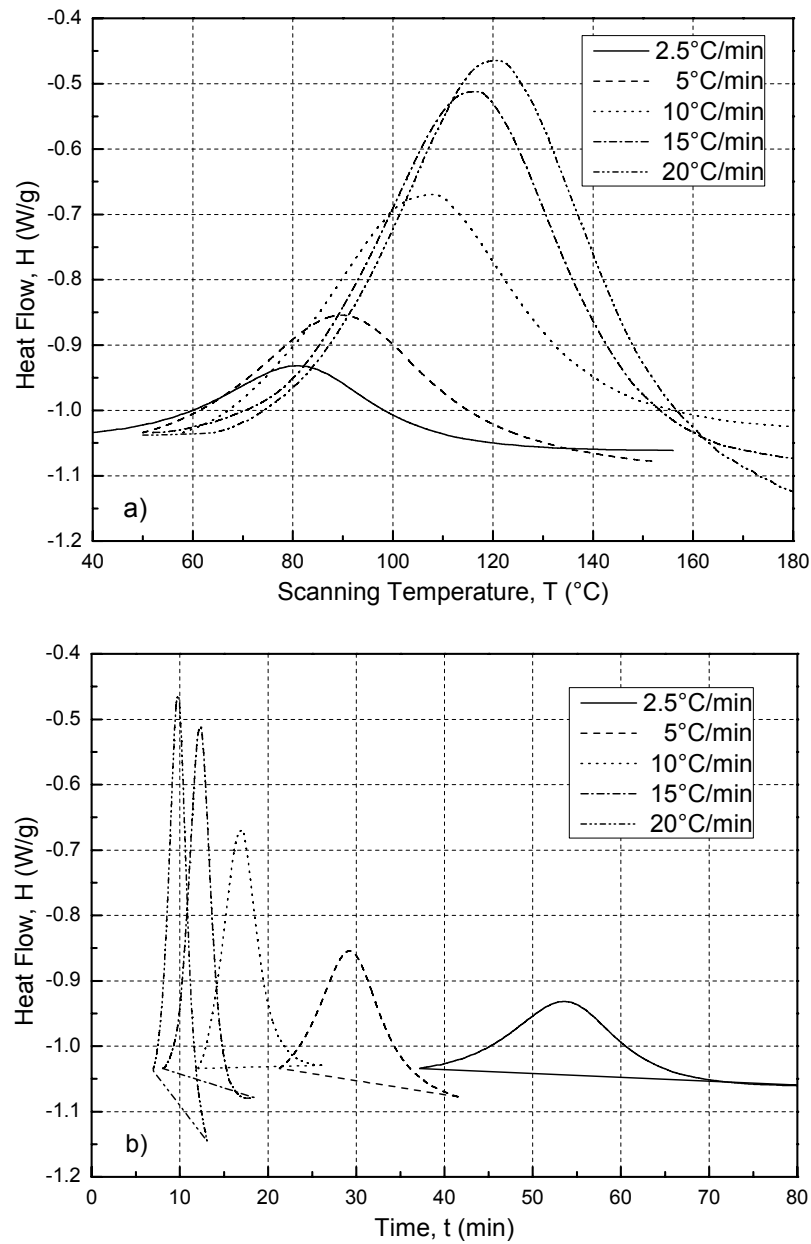 -0.4
-0.5
-0.6
-0.7
-0.8
-0.9
-1.0
-1.1
-1.2
Heat Flow, H (W/g)
2.5°C/min
5°C/min
10°C/min
15°C/min
20°C/min
a)
40 60 80 100 120 140 160 180
Scanning Temperature, T (°C)
-0.4
-0.5
-0.6
-0.7
-0.8
-0.9
-1.0
-1.1
-1.2
Heat Flow, H (W/g)
2.5°C/min
5°C/min
10°C/min
15°C/min
20°C/min
b)
0 10 20 30 40 50 60 70 80
Time, t (min)